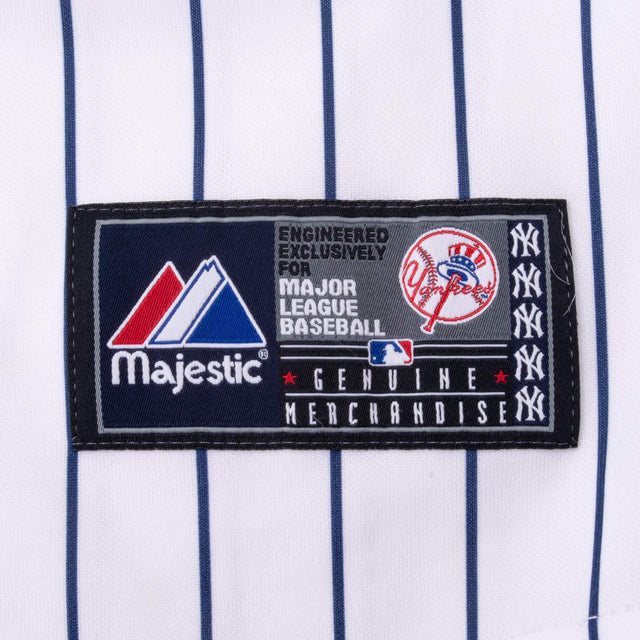 Majestic®
ENGINEERED
EXCLUSIVELY
FOR
MAJOR
LEAGUE
BASEBALL
Yankees
GENUINE
MERCHANDISE
NY
NY
NY
NY
NY